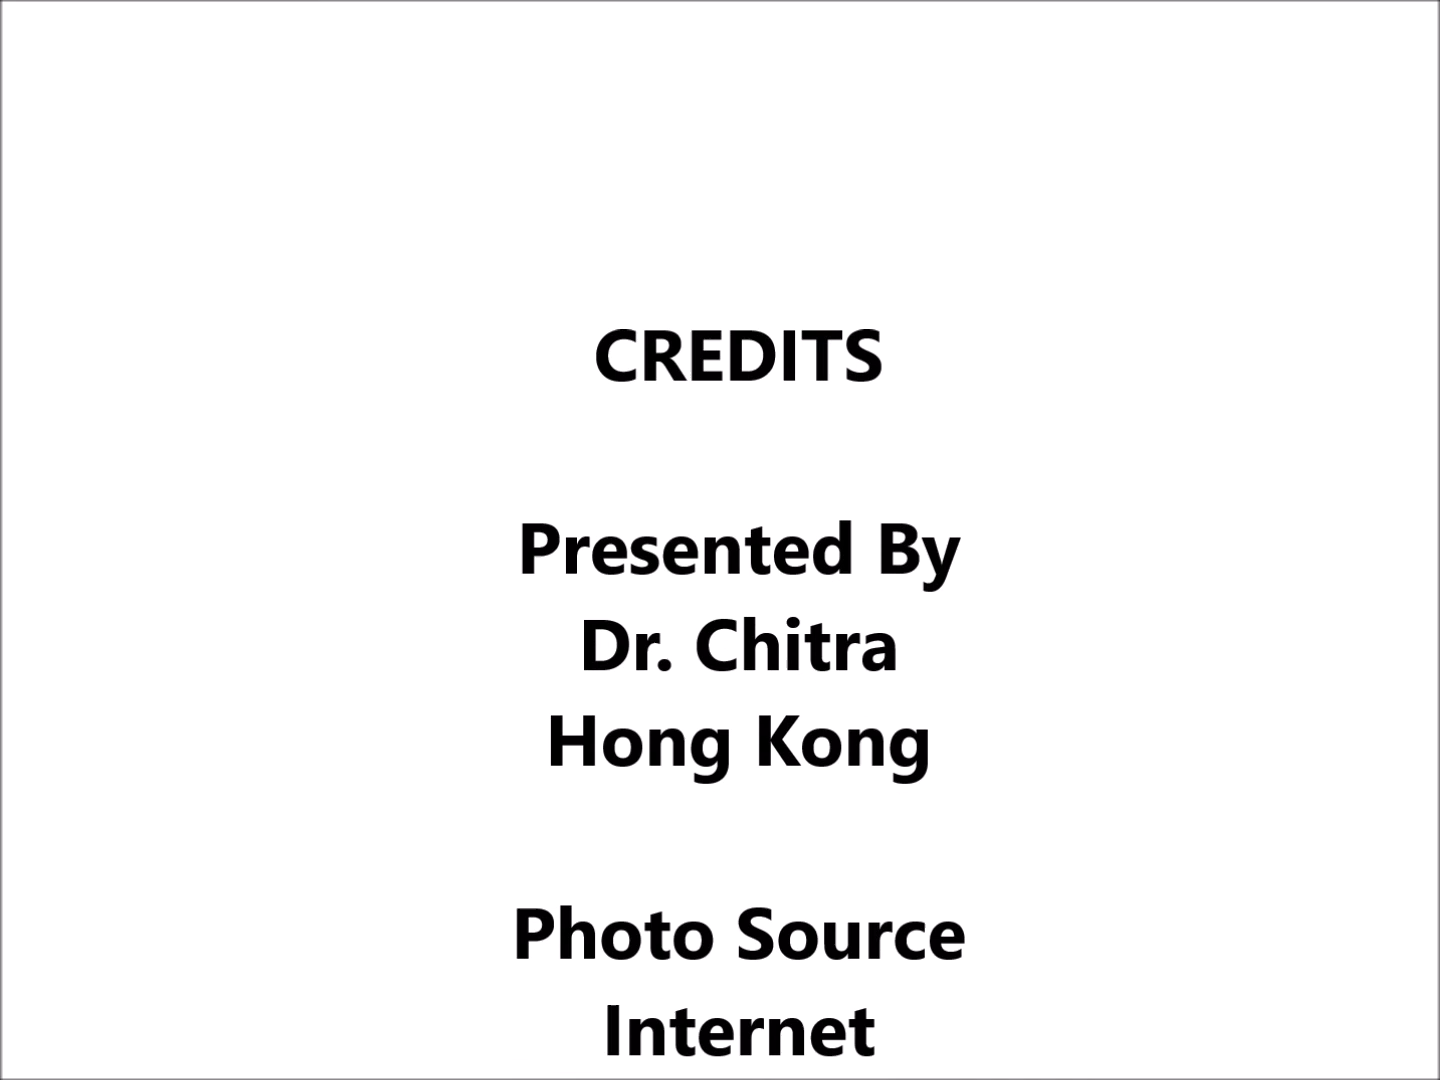 CREDITS
Presented By
Dr. Chitra
Hong Kong
Photo Source
Internet